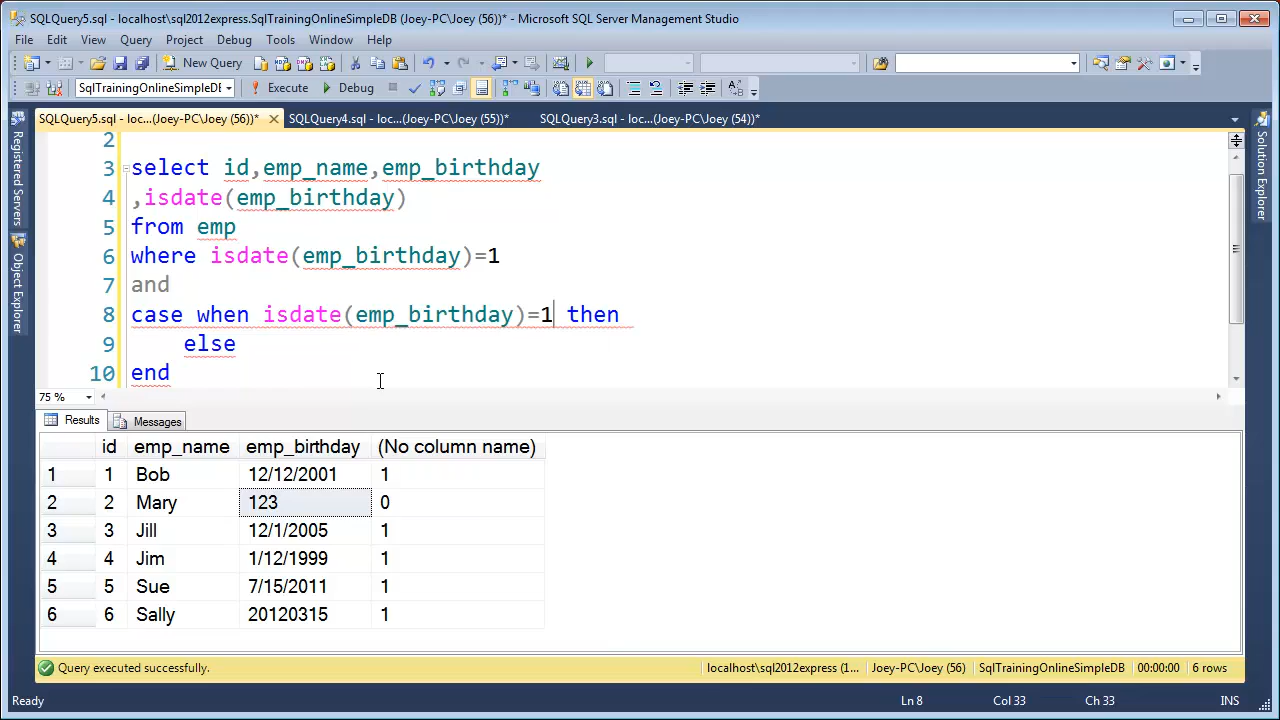 SQLQuery5.sql - localhost\sql2012express.SqlTrainingOnlineSimpleDB (Joey-PC\Joey (56))* - Microsoft SQL Server Management Studio
File Edit View Query Project Debug Tools Window Help
New Query
SqlTrainingOnlineSimpleDE Execute Debug
SQLQuery5.sql - loc...(Joey-PC\Joey (56))* SQLQuery4.sql - loc...(Joey-PC\Joey (55))* SQLQuery3.sql - loc...(Joey-PC\Joey (54))*
Registered Servers
Object Explorer
Solution Explorer
2
3 select id,emp_name,emp_birthday
4 ,isdate(emp_birthday)
5 from emp
6 where isdate(emp_birthday)=1
7 and
8 case when isdate(emp_birthday)=1 then
9 else
10 end
75 %
Results Messages
id emp_name emp_birthday (No column name)
1 1 Bob 12/12/2001 1
2 2 Mary 123 0
3 3 Jill 12/1/2005 1
4 4 Jim 1/12/1999 1
5 5 Sue 7/15/2011 1
6 6 Sally 20120315 1
Query executed successfully. localhost\sql2012express (1... Joey-PC\Joey (56) SqlTrainingOnlineSimpleDB 00:00:00 6 rows
Ready Ln 8 Col 33 Ch 33 INS